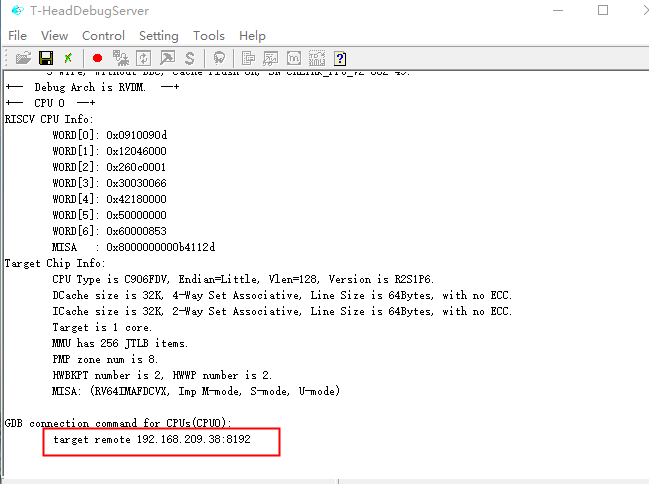 T-HeadDebugServer
File View Control Setting Tools Help
+-- Debug Arch is RVDM. --+
+-- CPU 0 --+
RISCV CPU Info:
WORD[0]: 0x0910090d
WORD[1]: 0x12046000
WORD[2]: 0x260c0001
WORD[3]: 0x30030066
WORD[4]: 0x42180000
WORD[5]: 0x50000000
WORD[6]: 0x60000853
MISA : 0x8000000000b4112d
Target Chip Info:
CPU Type is C906FDV, Endian=Little, Vlen=128, Version is R2S1P6.
DCache size is 32K, 4-Way Set Associative, Line Size is 64Bytes, with no ECC.
ICache size is 32K, 2-Way Set Associative, Line Size is 64Bytes, with no ECC.
Target is 1 core.
MMU has 256 JTLB items.
PMP zone num is 8.
HWBKPT number is 2, HWWP number is 2.
MISA: (RV64IMAFDCVX, Imp M-mode, S-mode, U-mode)
GDB connection command for CPUs(CPU0):
target remote 192.168.209.38:8192